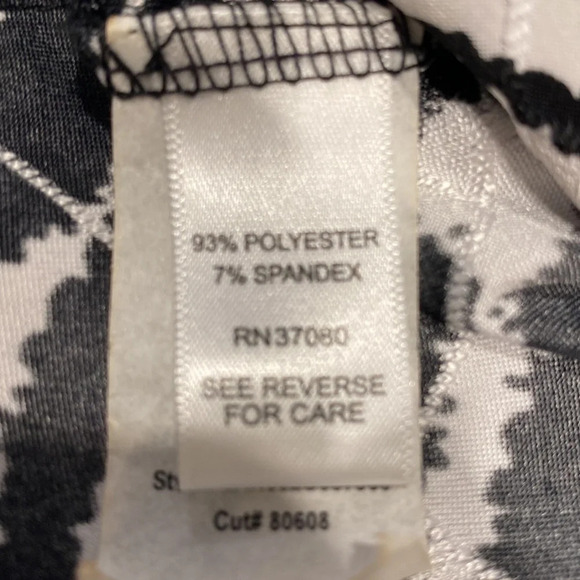 93% POLYESTER
7% SPANDEX
RN37080
SEE REVERSE
FOR CARE
Cut# 80608